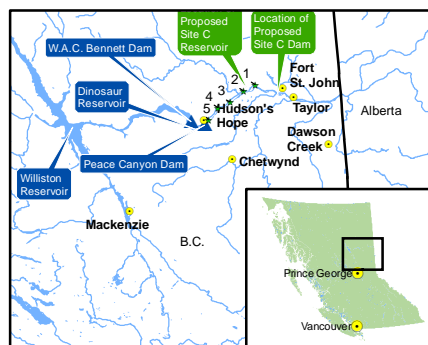 Proposed
Site C
Reservoir
Location of
Proposed
Site C Dam
W.A.C. Bennett Dam
Dinosaur
Reservoir
1
2
3
4
5
Fort
St. John
Taylor
Hudson's
Hope
Alberta
Dawson
Creek
Peace Canyon Dam
Chetwynd
Williston
Reservoir
Mackenzie
B.C.
Prince George
Vancouver